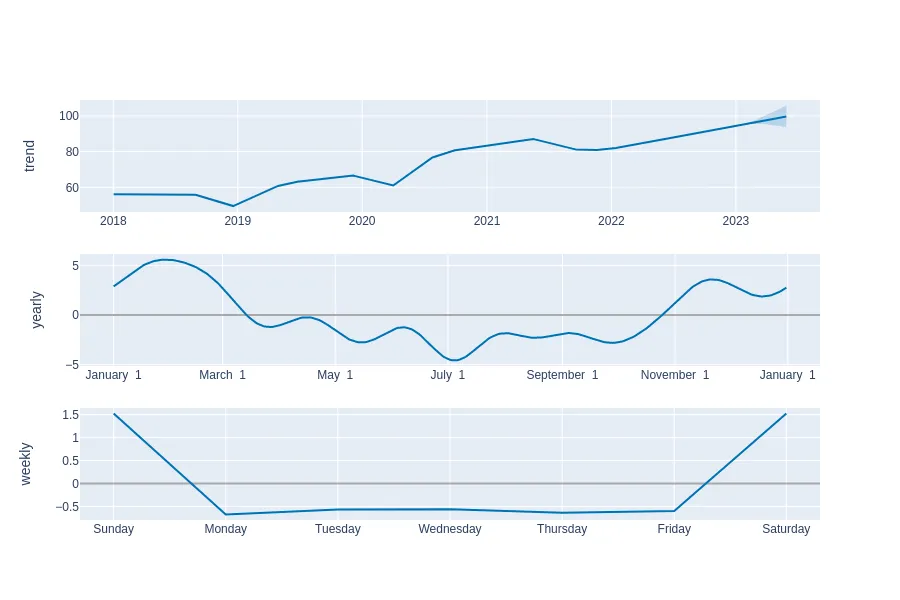 trend
100
80
60
2018 2019 2020 2021 2022 2023
yearly
5
0
−5
January 1 March 1 May 1 July 1 September 1 November 1 January 1
weekly
1.5
1
0.5
0
−0.5
Sunday Monday Tuesday Wednesday Thursday Friday Saturday